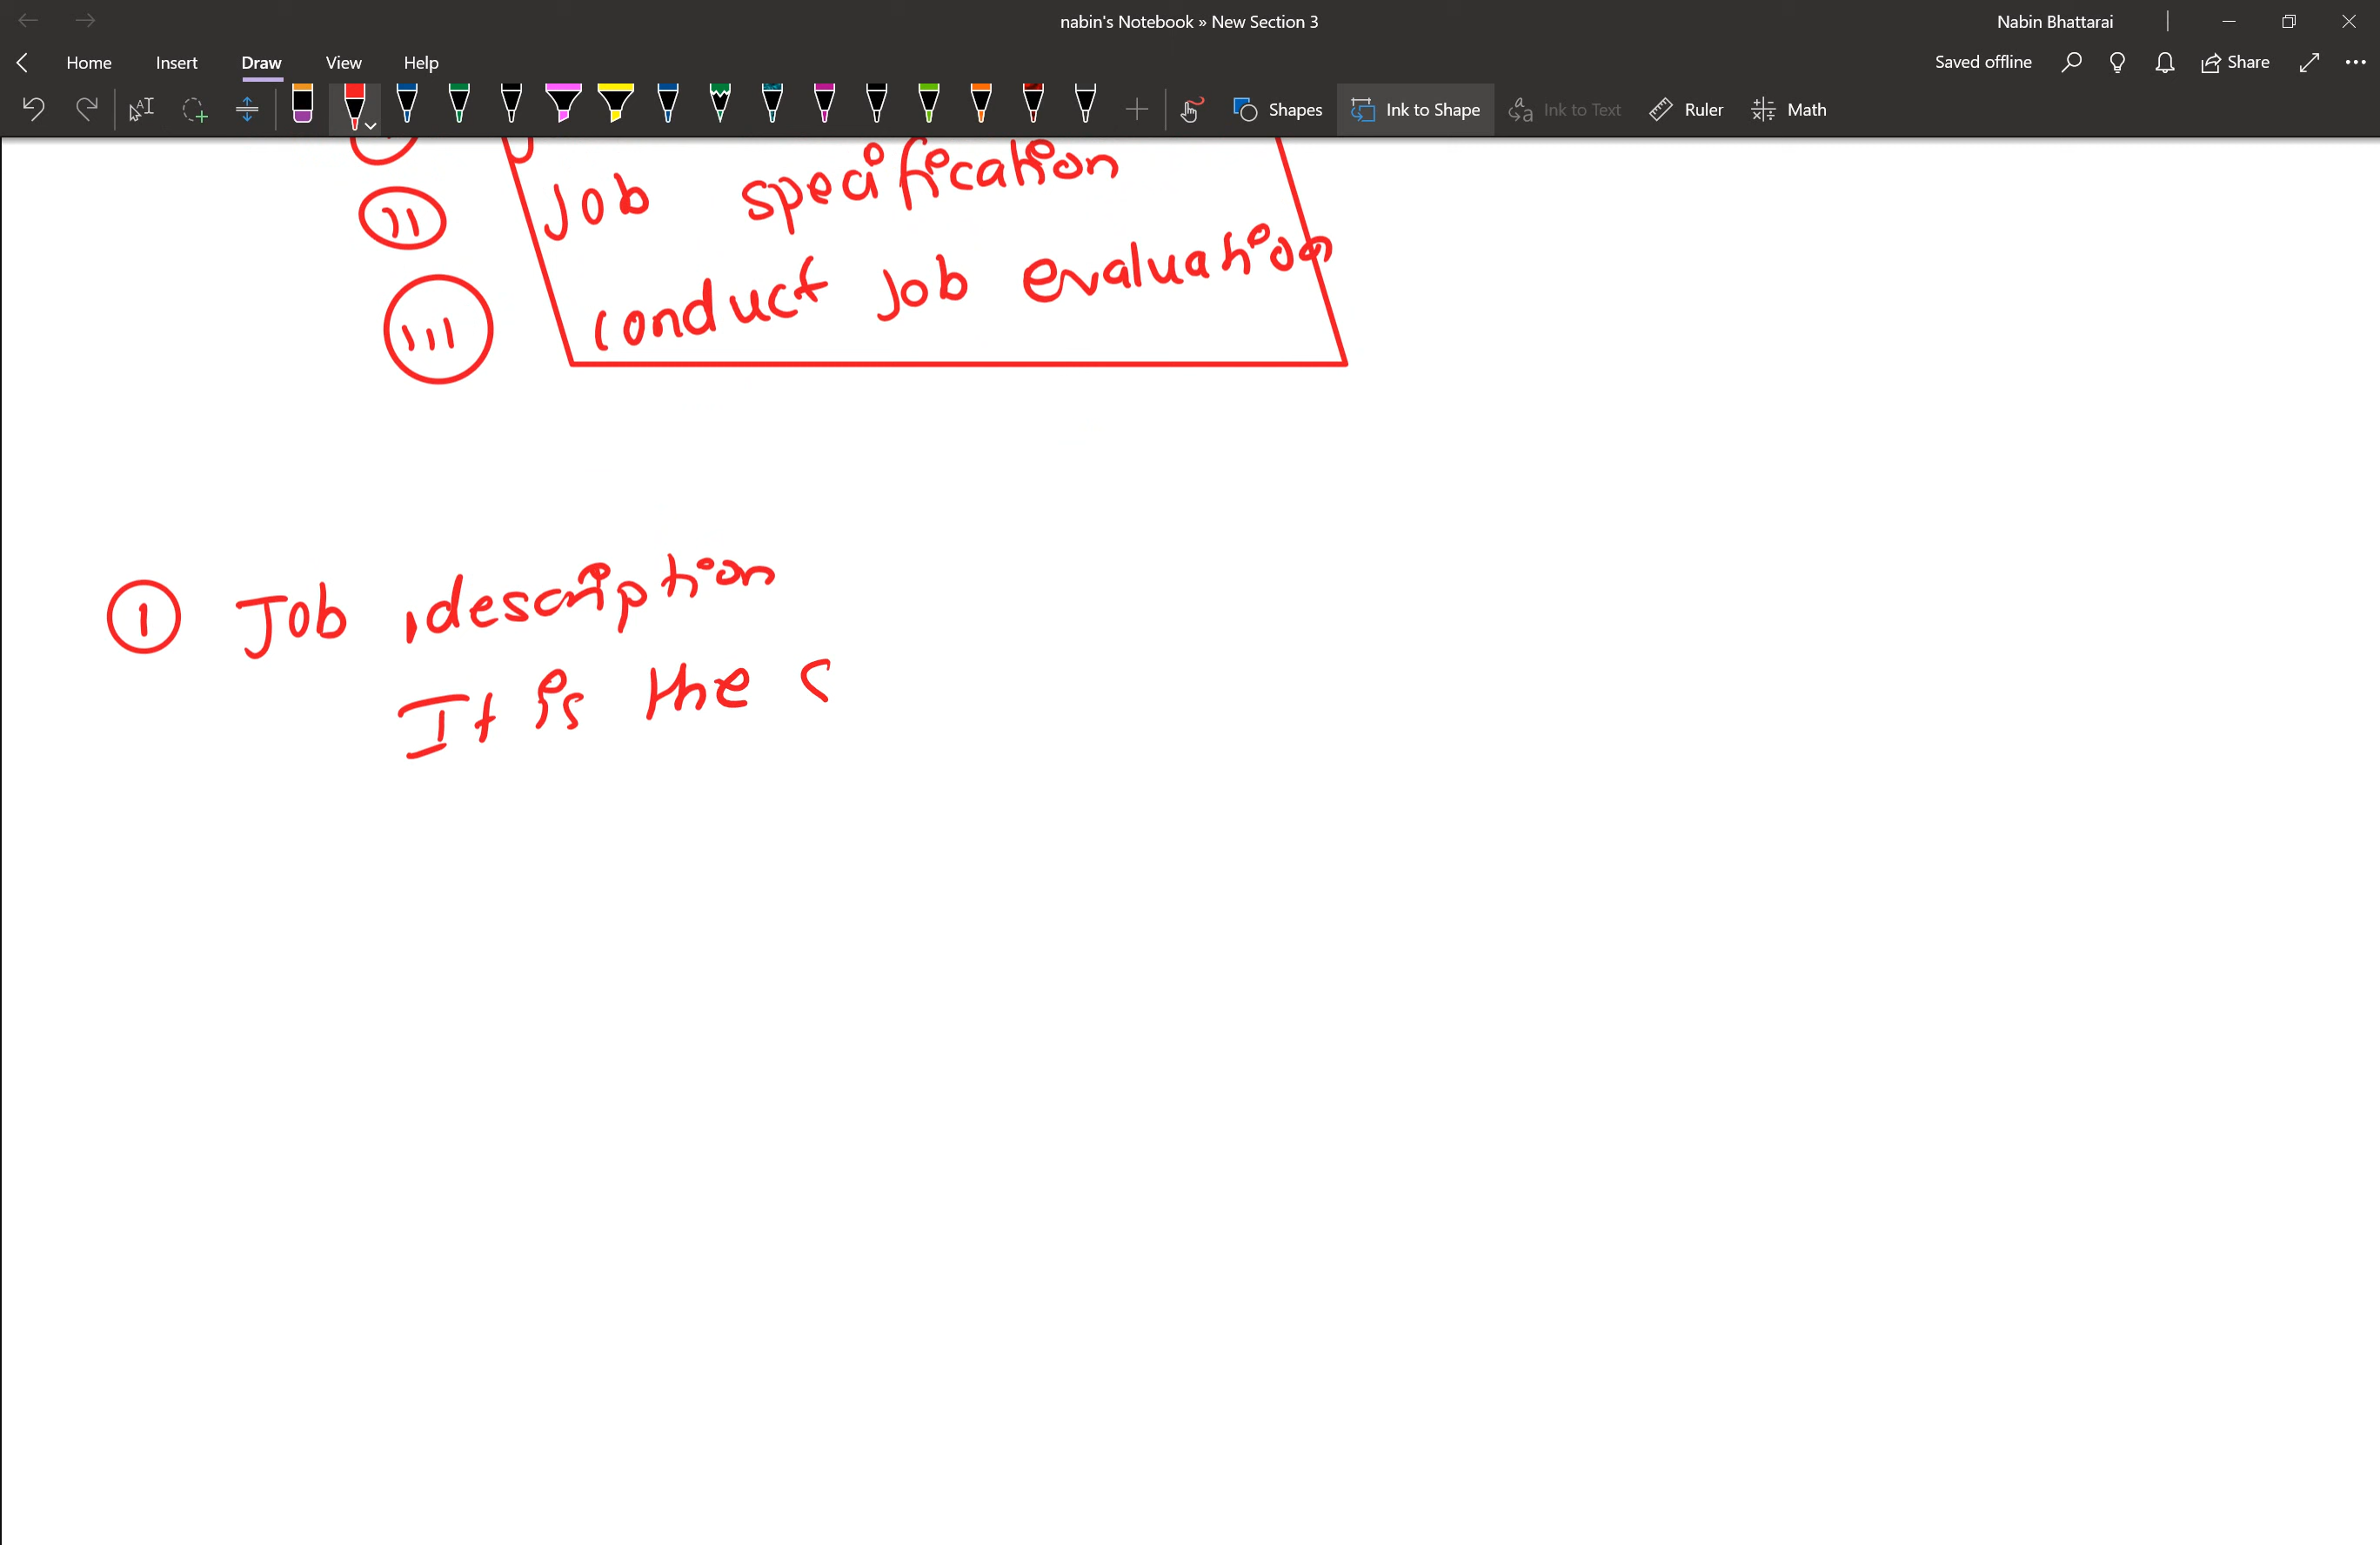 nabin's Notebook » New Section 3
Nabin Bhattarai
Home Insert Draw View Help
Saved offline
Share
Shapes
Ink to Shape
Ink to Text
Ruler
Math
II Job specification
III conduct job evaluation
1 Job description
It is the